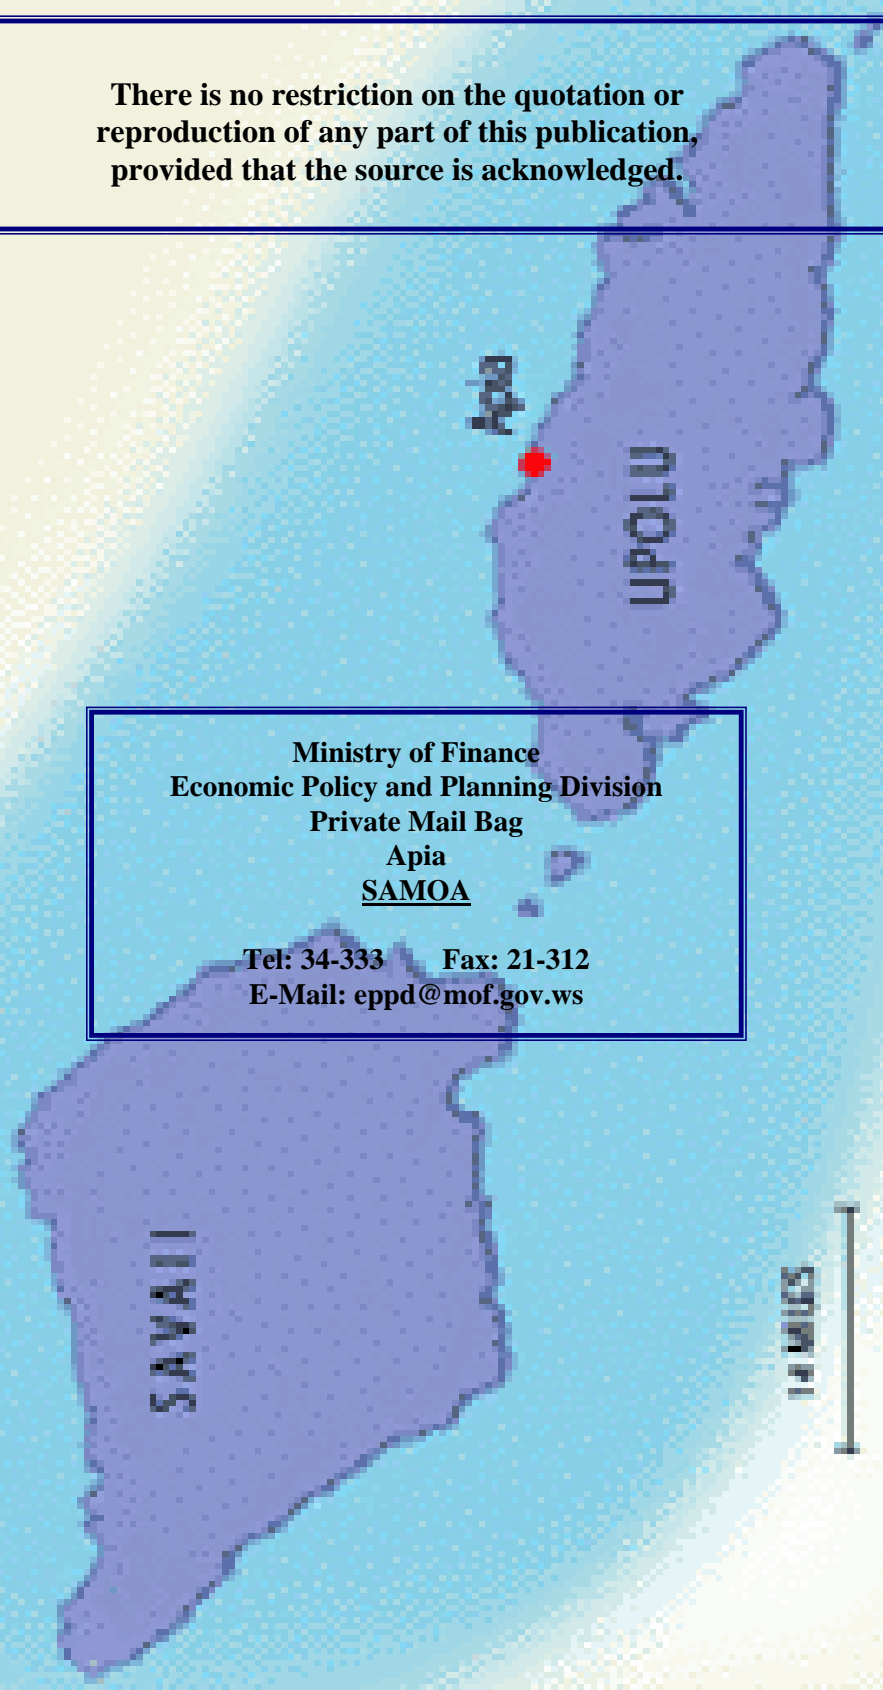 There is no restriction on the quotation or
reproduction of any part of this publication,
provided that the source is acknowledged.
Apia
UPOLU
Ministry of Finance
Economic Policy and Planning Division
Private Mail Bag
Apia
SAMOA
Tel: 34-333 Fax: 21-312
E-Mail: eppd@mof.gov.ws
SAVAII
MILES